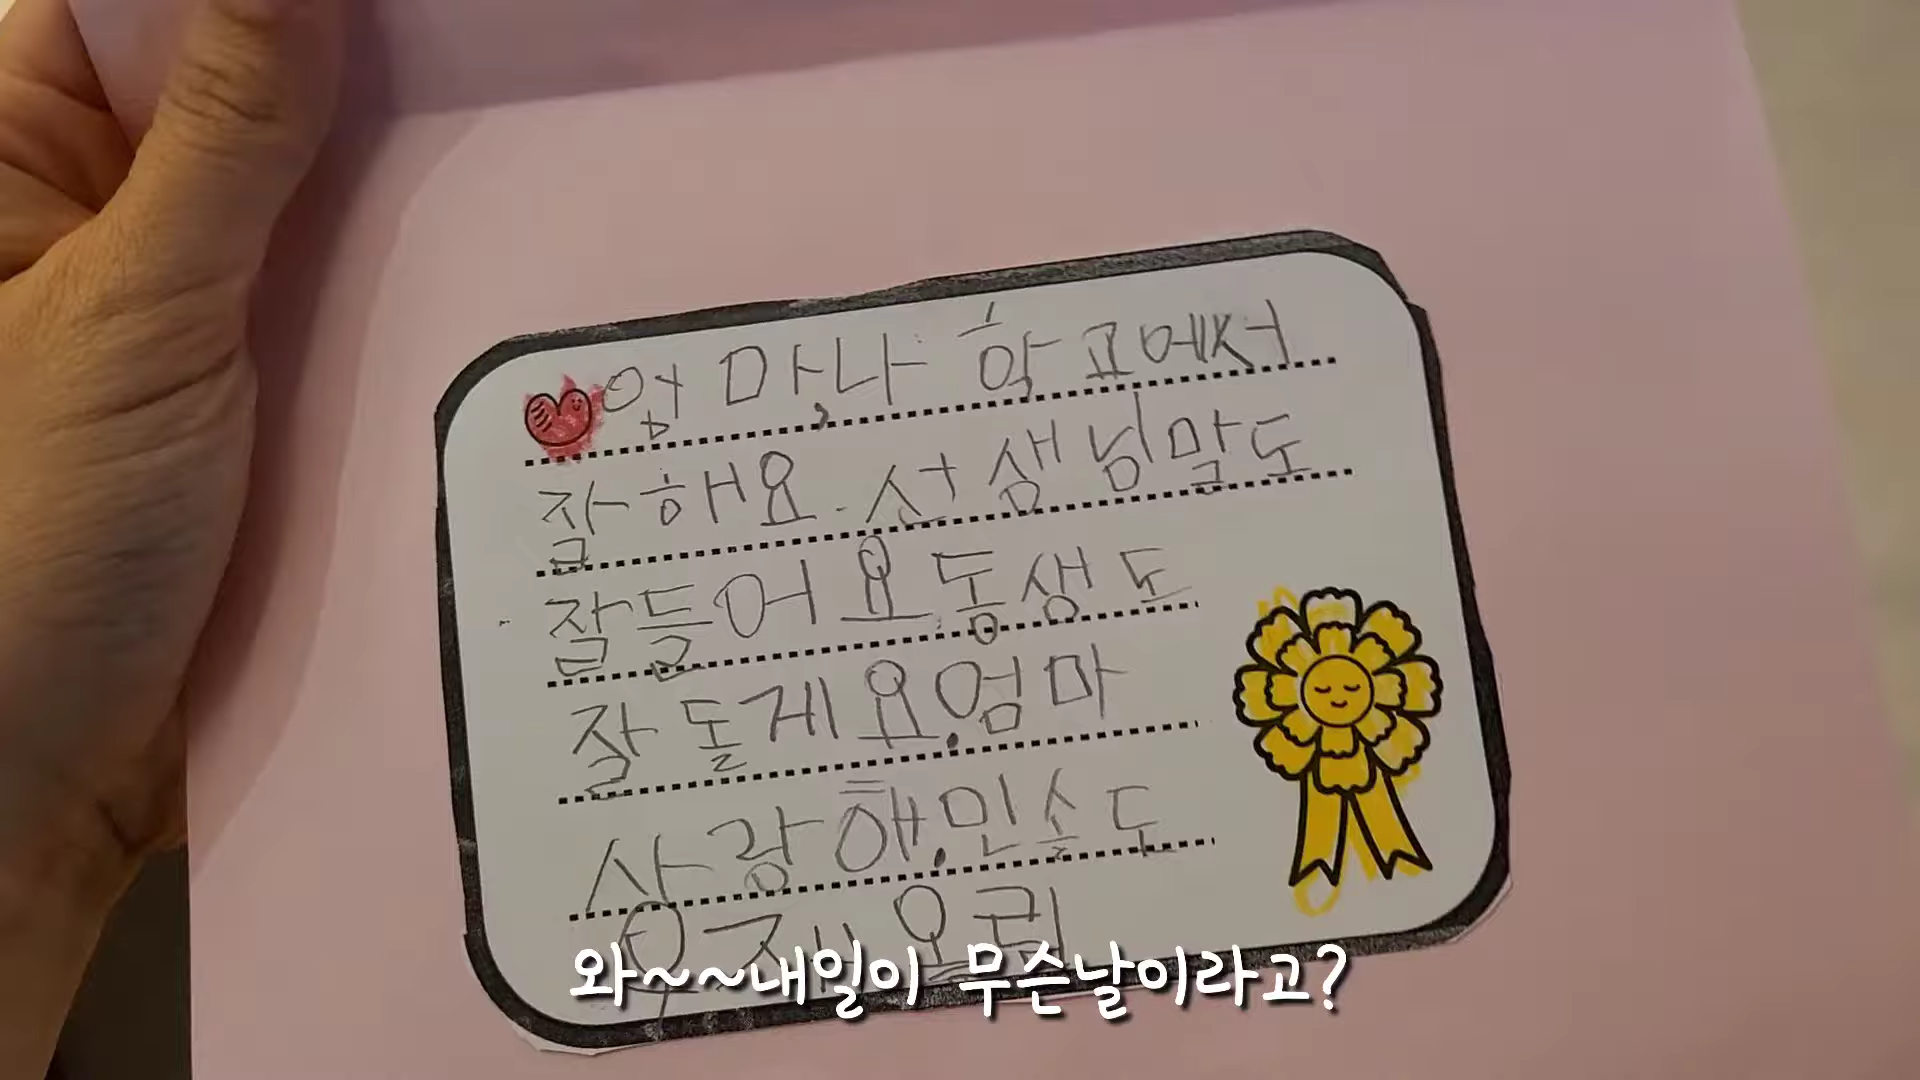 엄마,나 학교에서
잘해요. 선생님말도
잘들어요.동생도
잘돌게요.엄마
사랑해.민솔도
와~~내일이 무슨날이라고?